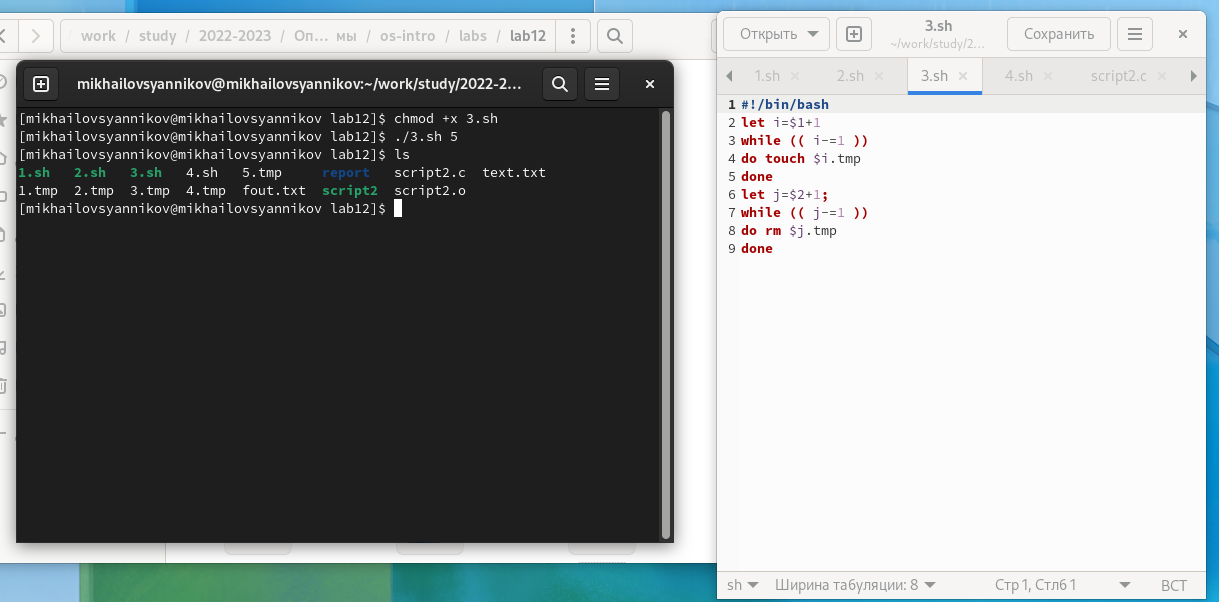 work / study / 2022-2023 / Оп… мы / os-intro / labs / lab12
mikhailovsyannikov@mikhailovsyannikov:~/work/study/2022-2…
[mikhailovsyannikov@mikhailovsyannikov lab12]$ chmod +x 3.sh
[mikhailovsyannikov@mikhailovsyannikov lab12]$ ./3.sh 5
[mikhailovsyannikov@mikhailovsyannikov lab12]$ ls
1.sh 2.sh 3.sh 4.sh 5.tmp report script2.c text.txt
1.tmp 2.tmp 3.tmp 4.tmp fout.txt script2 script2.o
[mikhailovsyannikov@mikhailovsyannikov lab12]$
Открыть
3.sh
~/work/study/2…
Сохранить
1.sh 2.sh 3.sh 4.sh script2.c
1 #!/bin/bash
2 let i=$1+1
3 while (( i-=1 ))
4 do touch $i.tmp
5 done
6 let j=$2+1;
7 while (( j-=1 ))
8 do rm $j.tmp
9 done
sh Ширина табуляции: 8 Стр 1, Стлб 1 ВСТ